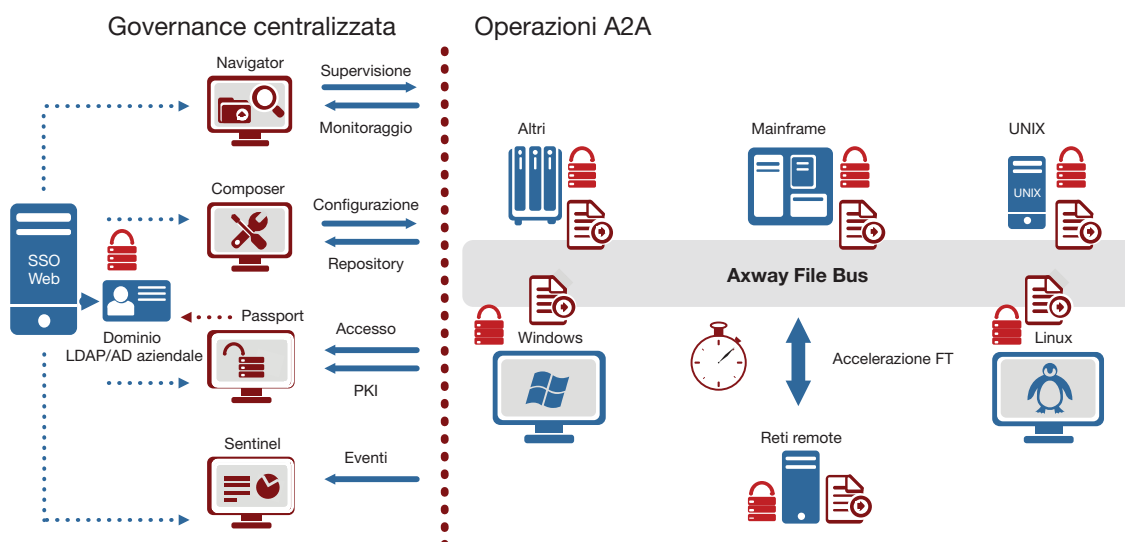 Governance centralizzata
Operazioni A2A
Navigator
Supervisione
Monitoraggio
Altri
Mainframe
UNIX
UNIX
Composer
Configurazione
Repository
SSO
Web
Axway File Bus
Passport
Dominio
LDAP/AD aziendale
Accesso
PKI
Windows
Accelerazione FT
Linux
Sentinel
Eventi
Reti remote